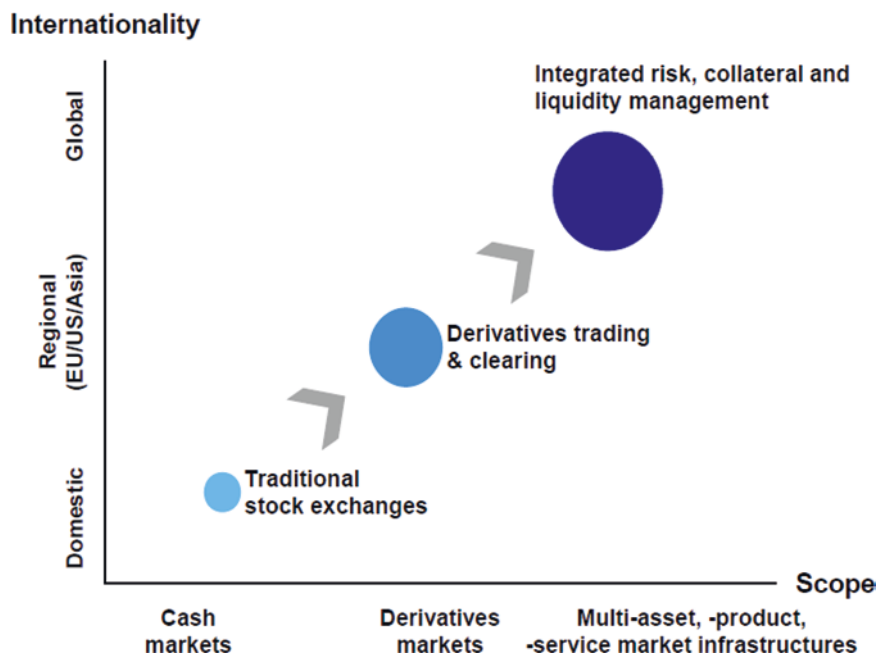 Internationality
Integrated risk, collateral and
liquidity management
Global
Regional
(EU/US/Asia)
Derivatives trading
& clearing
Domestic
Traditional
stock exchanges
Scope
Cash
markets
Derivatives
markets
Multi-asset, -product,
-service market infrastructures